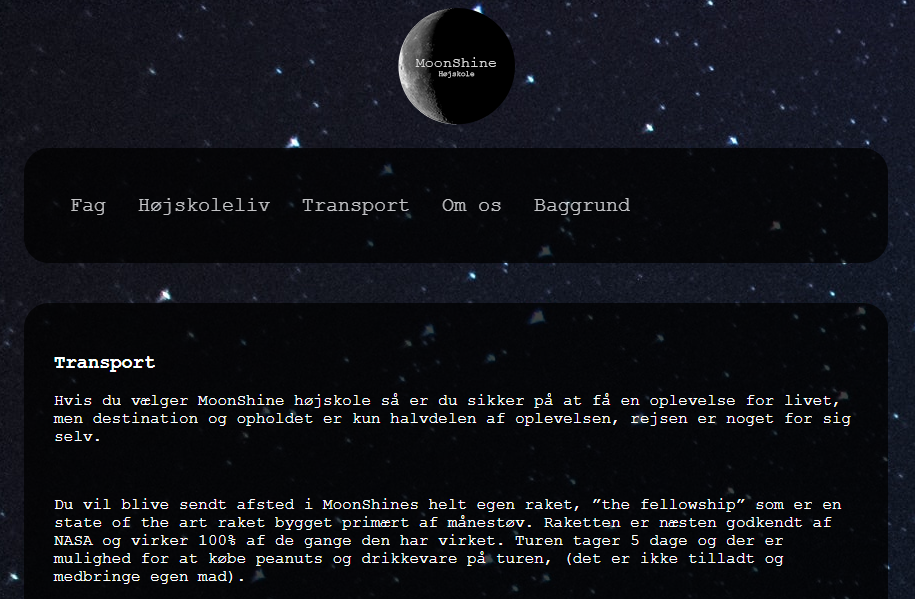 MoonShine
Højskole
Fag Højskoleliv Transport Om os Baggrund
Transport
Hvis du vælger MoonShine højskole så er du sikker på at få en oplevelse for livet,
men destination og opholdet er kun halvdelen af oplevelsen, rejsen er noget for sig
selv.
Du vil blive sendt afsted i MoonShines helt egen raket, ”the fellowship” som er en
state of the art raket bygget primært af månestøv. Raketten er næsten godkendt af
NASA og virker 100% af de gange den har virket. Turen tager 5 dage og der er
mulighed for at købe peanuts og drikkevare på turen, (det er ikke tilladt og
medbringe egen mad).